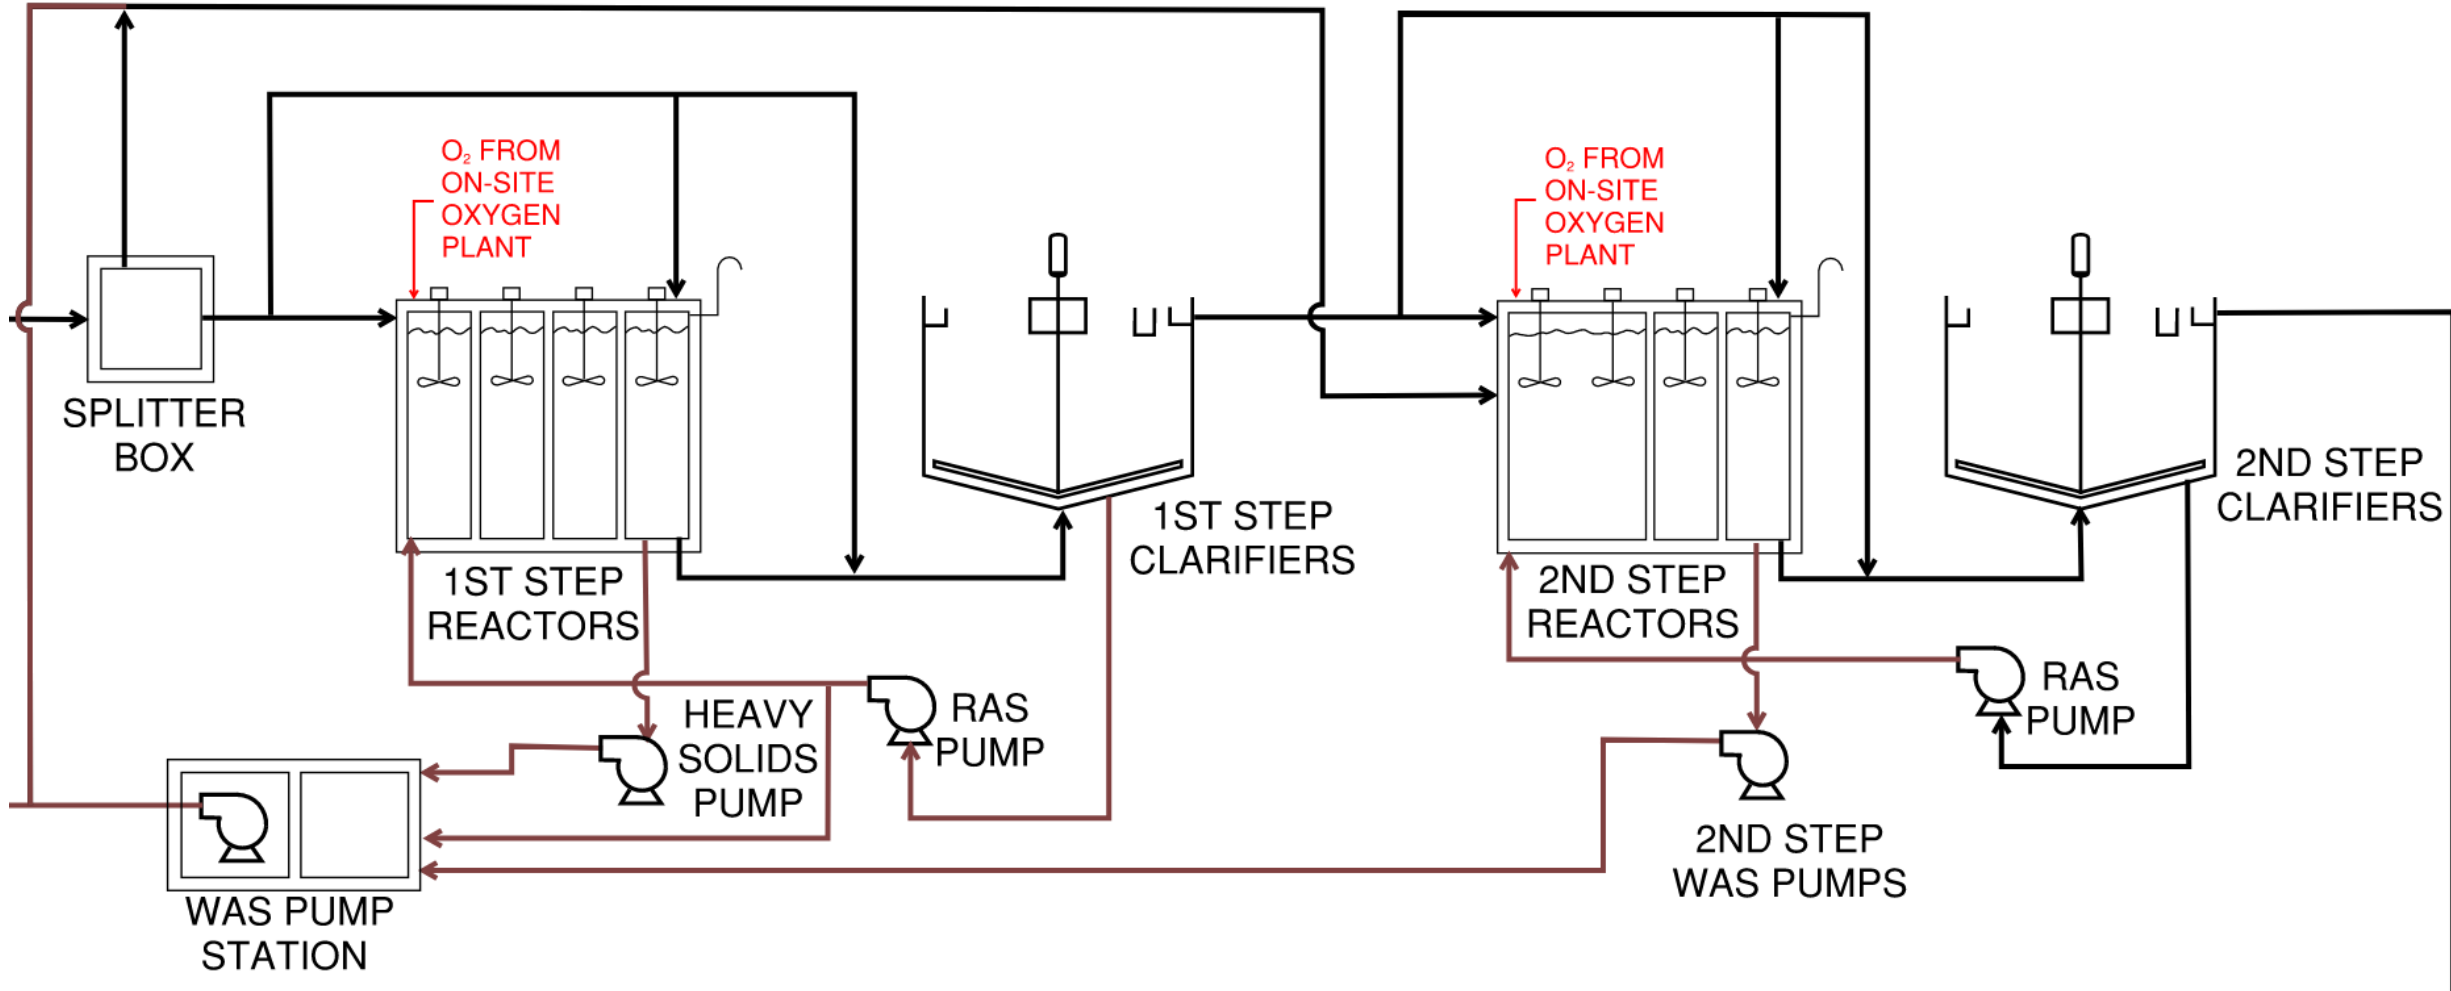 O₂ FROM
ON-SITE
OXYGEN
PLANT
O₂ FROM
ON-SITE
OXYGEN
PLANT
SPLITTER
BOX
1ST STEP
REACTORS
1ST STEP
CLARIFIERS
2ND STEP
REACTORS
2ND STEP
CLARIFIERS
HEAVY
SOLIDS
PUMP
RAS
PUMP
RAS
PUMP
2ND STEP
WAS PUMPS
WAS PUMP
STATION